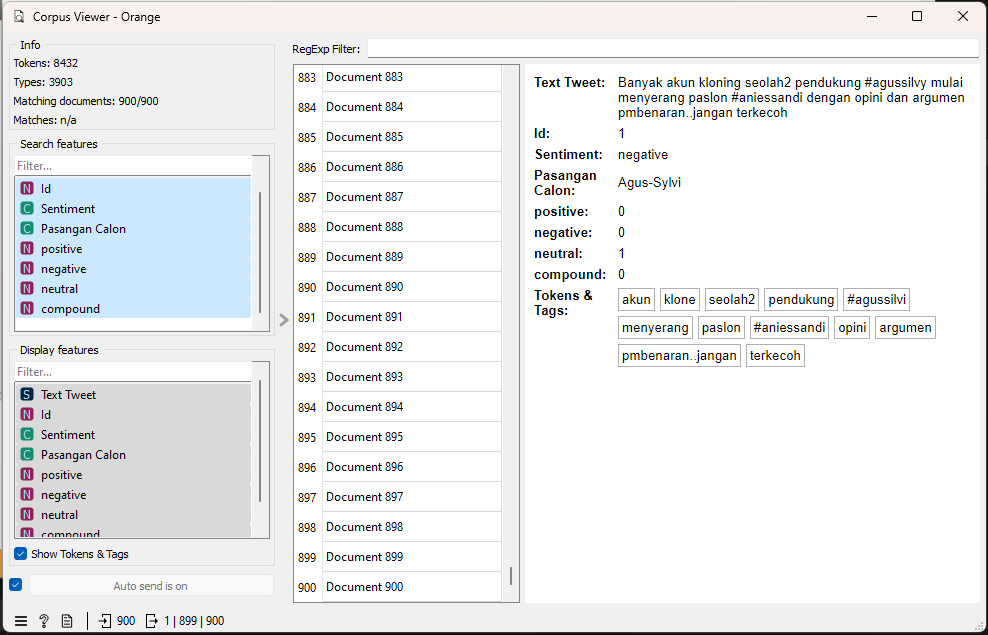 Corpus Viewer - Orange
Info
Tokens: 8432
Types: 3903
Matching documents: 900/900
Matches: n/a
Search features
Filter...
N Id
C Sentiment
C Pasangan Calon
N positive
N negative
N neutral
N compound
Display features
Filter...
S Text Tweet
N Id
C Sentiment
C Pasangan Calon
N positive
N negative
N neutral
N compound
Show Tokens & Tags
Auto send is on
900 1 | 899 | 900
RegExp Filter:
883 Document 883
884 Document 884
885 Document 885
886 Document 886
887 Document 887
888 Document 888
889 Document 889
890 Document 890
891 Document 891
892 Document 892
893 Document 893
894 Document 894
895 Document 895
896 Document 896
897 Document 897
898 Document 898
899 Document 899
900 Document 900
Text Tweet: Banyak akun kloning seolah2 pendukung #agussilvy mulai
menyerang paslon #aniessandi dengan opini dan argumen
pmbenaran..jangan terkecoh
Id: 1
Sentiment: negative
Pasangan
Calon: Agus-Sylvi
positive: 0
negative: 0
neutral: 1
compound: 0
Tokens &
Tags: akun klone seolah2 pendukung #agussilvi
menyerang paslon #aniessandi opini argumen
pmbenaran..jangan terkecoh